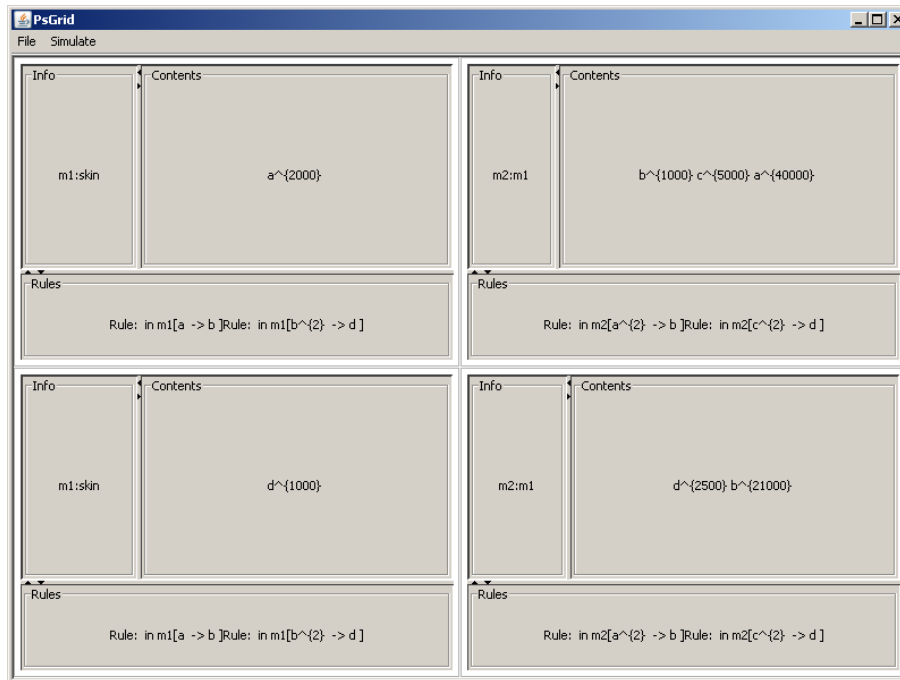 PsGrid
File Simulate
Info
Contents
m1:skin
a^{2000}
Rules
Rule: in m1[a -> b ]Rule: in m1[b^{2} -> d ]
Info
Contents
m2:m1
b^{1000} c^{5000} a^{40000}
Rules
Rule: in m2[a^{2} -> b ]Rule: in m2[c^{2} -> d ]
Info
Contents
m1:skin
d^{1000}
Rules
Rule: in m1[a -> b ]Rule: in m1[b^{2} -> d ]
Info
Contents
m2:m1
d^{2500} b^{21000}
Rules
Rule: in m2[a^{2} -> b ]Rule: in m2[c^{2} -> d ]